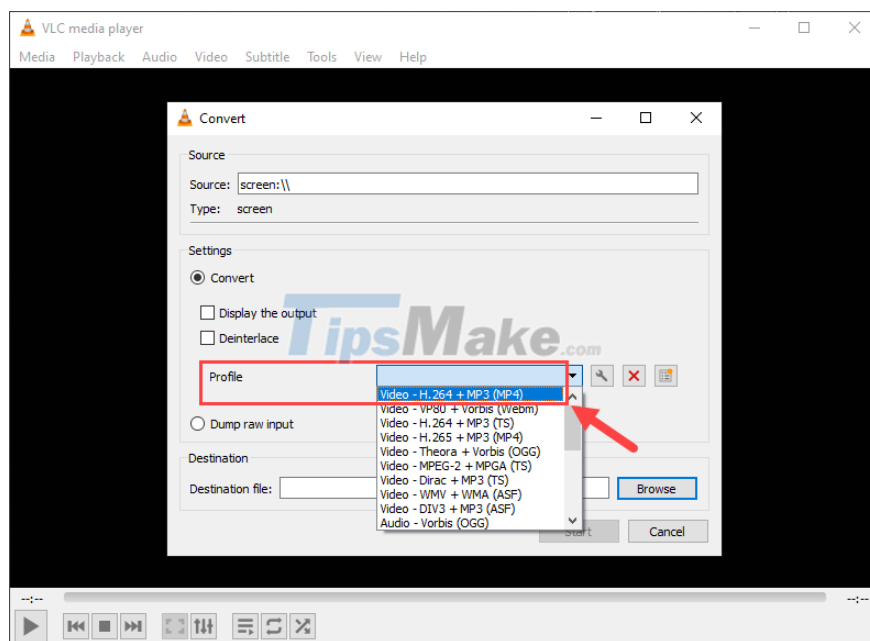 VLC media player
Media Playback Audio Video Subtitle Tools View Help
Convert
Source
Source: screen:\\
Type: screen
Settings
Convert
Display the output
Deinterlace
TipsMake.com
Profile
Video - H.264 + MP3 (MP4)
Video - VP80 + Vorbis (Webm)
Video - H.264 + MP3 (TS)
Video - H.265 + MP3 (MP4)
Video - Theora + Vorbis (OGG)
Video - MPEG-2 + MPGA (TS)
Video - Dirac + MP3 (TS)
Video - WMV + WMA (ASF)
Video - DIV3 + MP3 (ASF)
Audio - Vorbis (OGG)
Dump raw input
Destination
Destination file: Browse
Start Cancel
--:-- --:--